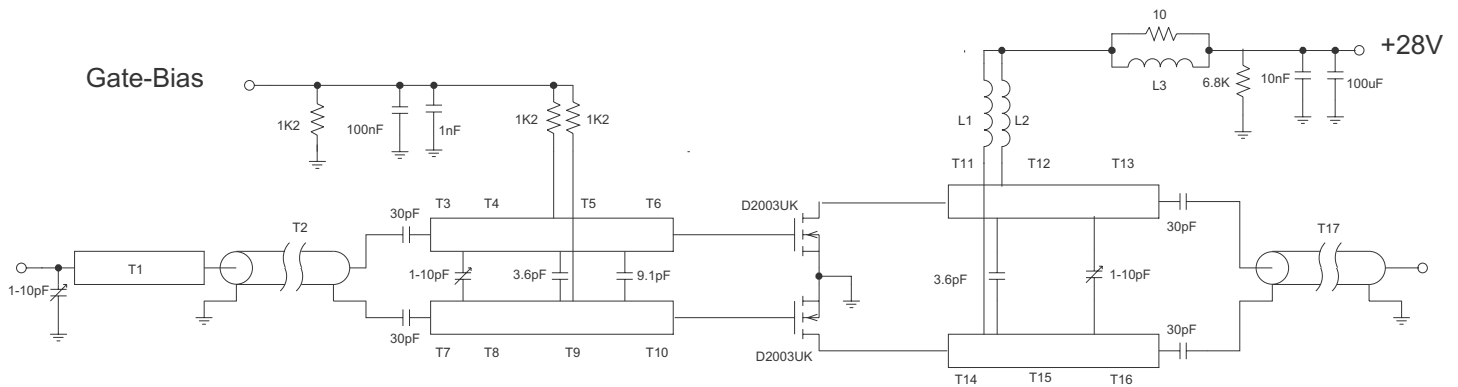 10
+28V
Gate-Bias
L3
6.8K
10nF
100uF
1K2
100nF
1nF
1K2
1K2
L1
L2
T11
T12
T13
T3
T4
T5
T6
D2003UK
30pF
30pF
T2
T17
T1
1-10pF
1-10pF
3.6pF
9.1pF
3.6pF
1-10pF
30pF
30pF
D2003UK
T7
T8
T9
T10
T14
T15
T16